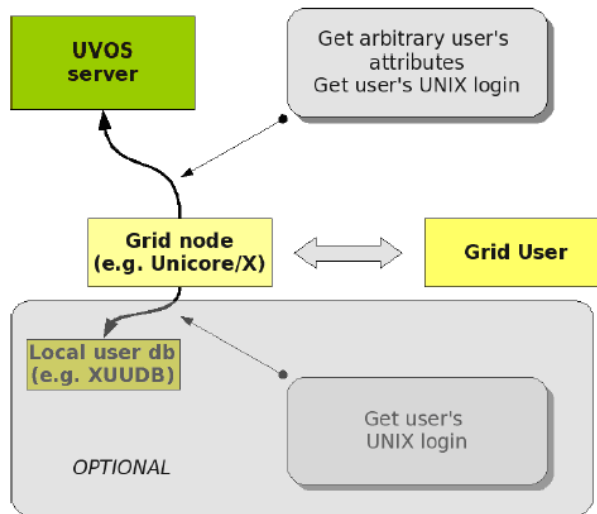 UVOS
server
Get arbitrary user's
attributes
Get user's UNIX login
Grid node
(e.g. Unicore/X)
Grid User
Local user db
(e.g. XUUDB)
Get user's
UNIX login
OPTIONAL